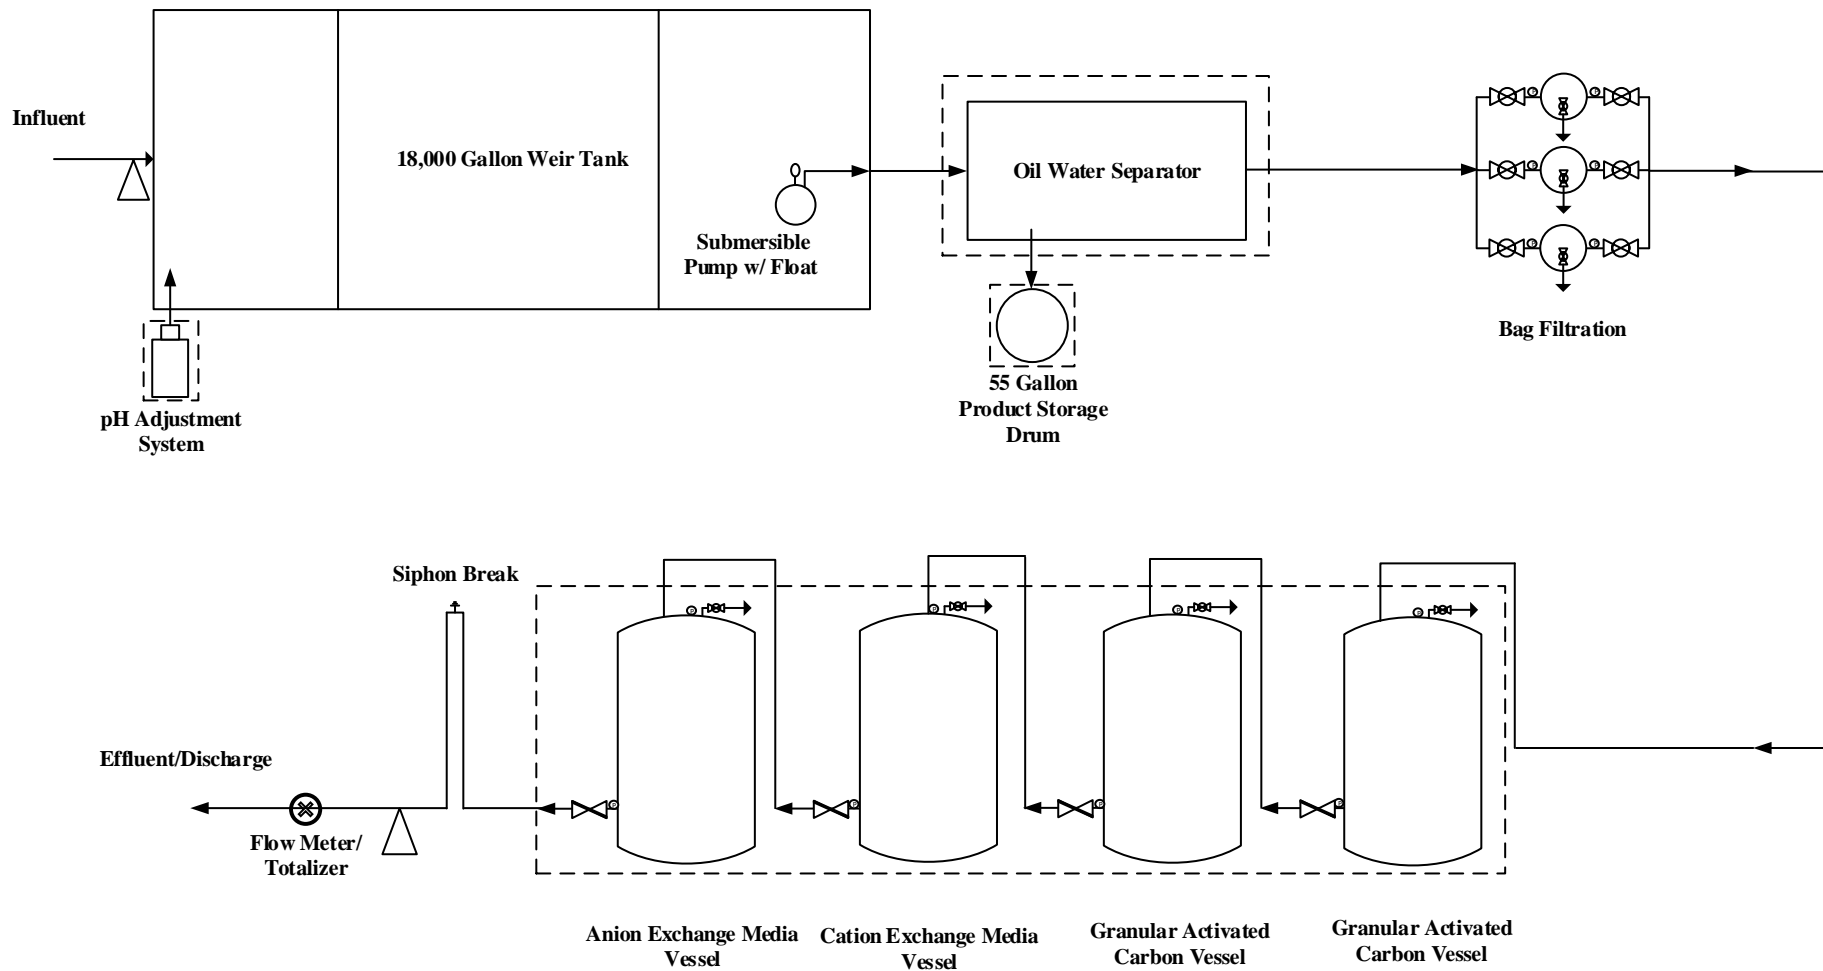 Influent
18,000 Gallon Weir Tank
Submersible
Pump w/ Float
pH Adjustment
System
Oil Water Separator
55 Gallon
Product Storage
Drum
P
P
P
P
P
P
Bag Filtration
Siphon Break
P
P
P
P
P
P
P
P
Effluent/Discharge
Flow Meter/
Totalizer
Anion Exchange Media
Vessel
Cation Exchange Media
Vessel
Granular Activated
Carbon Vessel
Granular Activated
Carbon Vessel